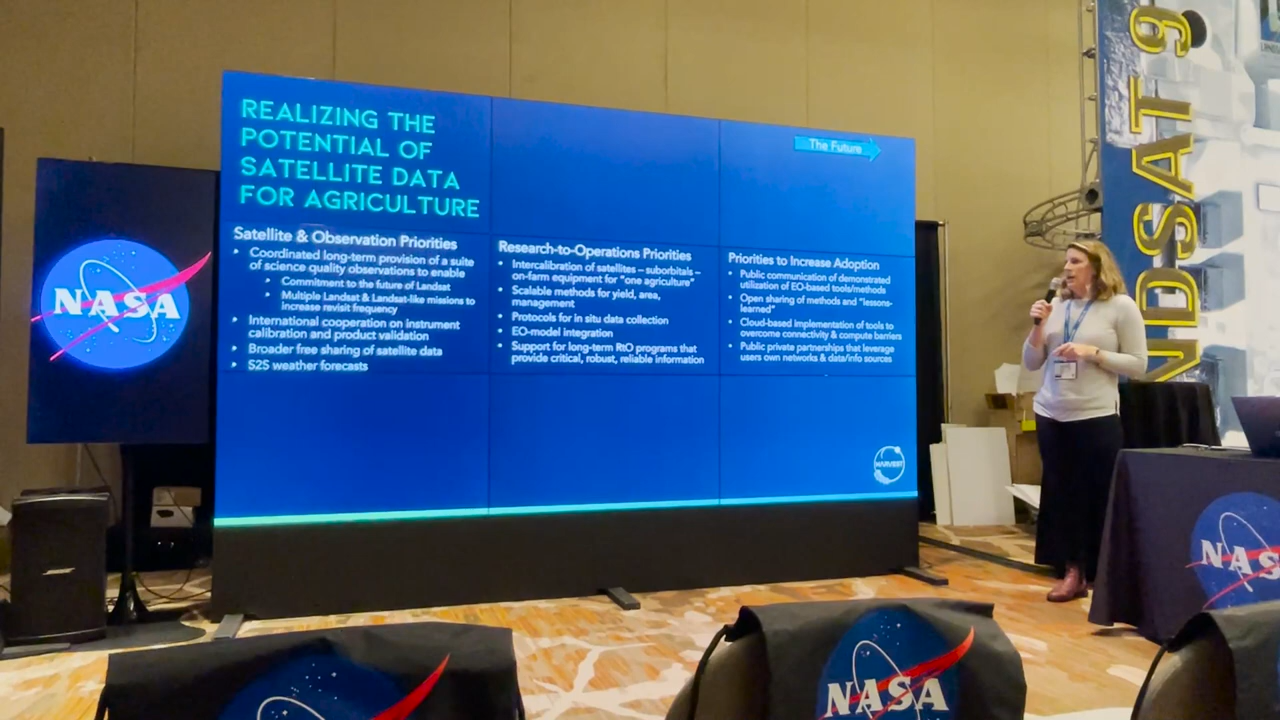 REALIZING THE
POTENTIAL OF
SATELLITE DATA
FOR AGRICULTURE
The Future
Satellite & Observation Priorities
• Coordinated long-term provision of a suite
of science quality observations to enable
• Commitment to the future of Landsat
• Multiple Landsat & Landsat-like missions to
increase revisit frequency
• International cooperation on instrument
calibration and product validation
• Broader free sharing of satellite data
• S2S weather forecasts
Research-to-Operations Priorities
• Intercalibration of satellites – suborbitals –
on-farm equipment for "one agriculture"
• Scalable methods for yield, area,
management
• Protocols for in situ data collection
• EO-model integration
• Support for long-term RtO programs that
provide critical, robust, reliable information
Priorities to Increase Adoption
• Public communication of demonstrated
utilization of EO-based tools/methods
• Open sharing of methods and "lessons-
learned"
• Cloud-based implementation of tools to
overcome connectivity & compute barriers
• Public private partnerships that leverage
users own networks & data/info sources
HARVEST
NASA
NDSAT 9
NAS
NASA